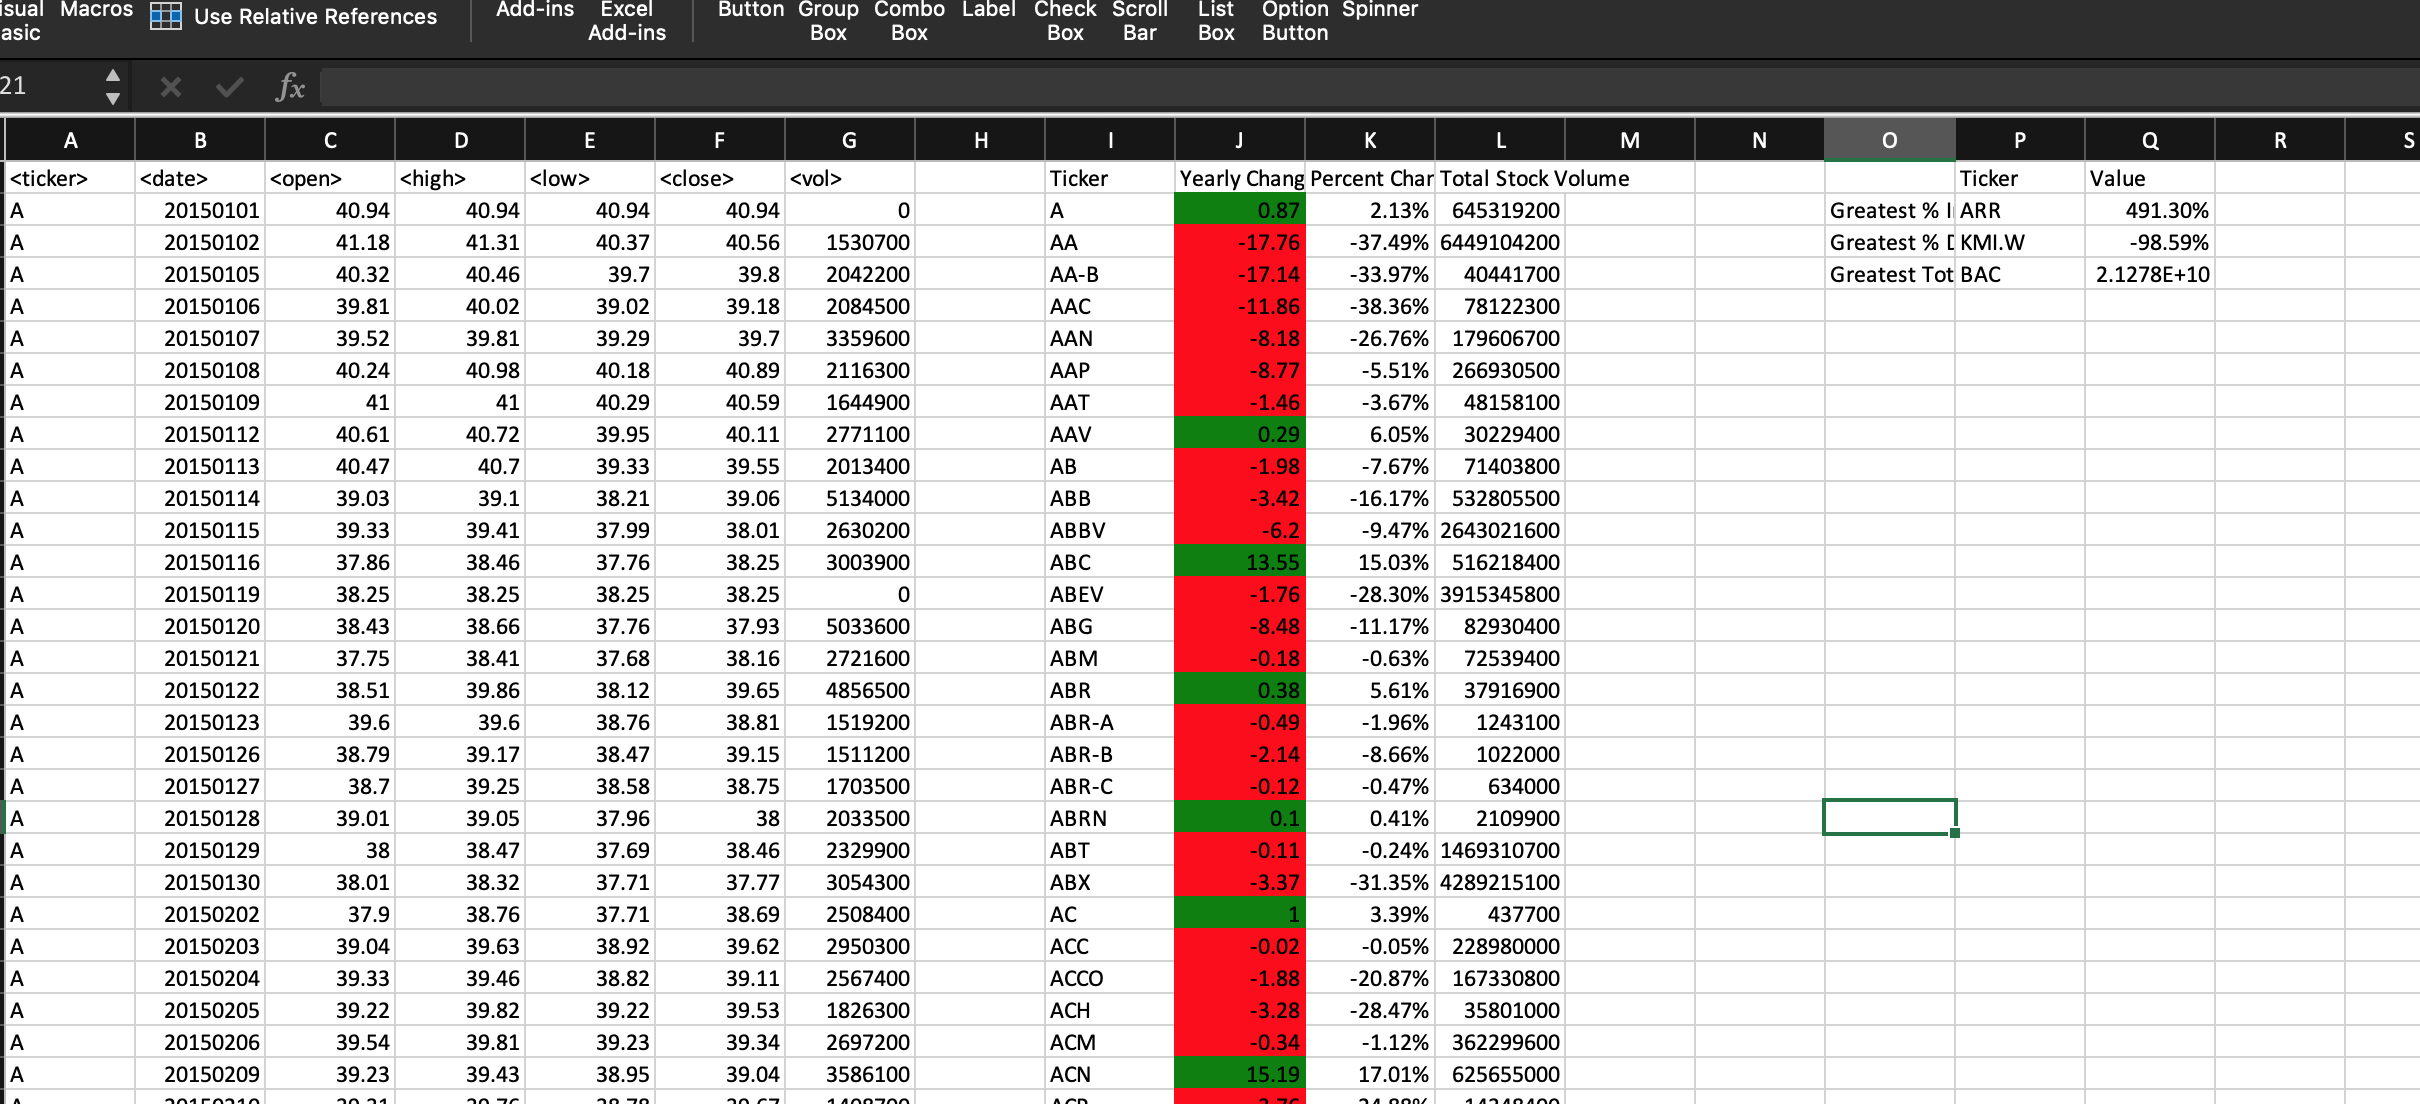 isual Macros Use Relative References Add-ins Excel Button Group Combo Label Check Scroll List Option Spinner
asic Add-ins Box Box Box Bar Box Button
21 fx
A B C D E F G H I J K L M N O P Q R S
<ticker> <date> <open> <high> <low> <close> <vol> Ticker Yearly Chang Percent Char Total Stock Volume Ticker Value
A 20150101 40.94 40.94 40.94 40.94 0 A 0.87 2.13% 645319200 Greatest % I ARR 491.30%
A 20150102 41.18 41.31 40.37 40.56 1530700 AA -17.76 -37.49% 6449104200 Greatest % D KMI.W -98.59%
A 20150105 40.32 40.46 39.7 39.8 2042200 AA-B -17.14 -33.97% 40441700 Greatest Tot BAC 2.1278E+10
A 20150106 39.81 40.02 39.02 39.18 2084500 AAC -11.86 -38.36% 78122300
A 20150107 39.52 39.81 39.29 39.7 3359600 AAN -8.18 -26.76% 179606700
A 20150108 40.24 40.98 40.18 40.89 2116300 AAP -8.77 -5.51% 266930500
A 20150109 41 41 40.29 40.59 1644900 AAT -1.46 -3.67% 48158100
A 20150112 40.61 40.72 39.95 40.11 2771100 AAV 0.29 6.05% 30229400
A 20150113 40.47 40.7 39.33 39.55 2013400 AB -1.98 -7.67% 71403800
A 20150114 39.03 39.1 38.21 39.06 5134000 ABB -3.42 -16.17% 532805500
A 20150115 39.33 39.41 37.99 38.01 2630200 ABBV -6.2 -9.47% 2643021600
A 20150116 37.86 38.46 37.76 38.25 3003900 ABC 13.55 15.03% 516218400
A 20150119 38.25 38.25 38.25 38.25 0 ABEV -1.76 -28.30% 3915345800
A 20150120 38.43 38.66 37.76 37.93 5033600 ABG -8.48 -11.17% 82930400
A 20150121 37.75 38.41 37.68 38.16 2721600 ABM -0.18 -0.63% 72539400
A 20150122 38.51 39.86 38.12 39.65 4856500 ABR 0.38 5.61% 37916900
A 20150123 39.6 39.6 38.76 38.81 1519200 ABR-A -0.49 -1.96% 1243100
A 20150126 38.79 39.17 38.47 39.15 1511200 ABR-B -2.14 -8.66% 1022000
A 20150127 38.7 39.25 38.58 38.75 1703500 ABR-C -0.12 -0.47% 634000
A 20150128 39.01 39.05 37.96 38 2033500 ABRN 0.1 0.41% 2109900
A 20150129 38 38.47 37.69 38.46 2329900 ABT -0.11 -0.24% 1469310700
A 20150130 38.01 38.32 37.71 37.77 3054300 ABX -3.37 -31.35% 4289215100
A 20150202 37.9 38.76 37.71 38.69 2508400 AC 1 3.39% 437700
A 20150203 39.04 39.63 38.92 39.62 2950300 ACC -0.02 -0.05% 228980000
A 20150204 39.33 39.46 38.82 39.11 2567400 ACCO -1.88 -20.87% 167330800
A 20150205 39.22 39.82 39.22 39.53 1826300 ACH -3.28 -28.47% 35801000
A 20150206 39.54 39.81 39.23 39.34 2697200 ACM -0.34 -1.12% 362299600
A 20150209 39.23 39.43 38.95 39.04 3586100 ACN 15.19 17.01% 625655000